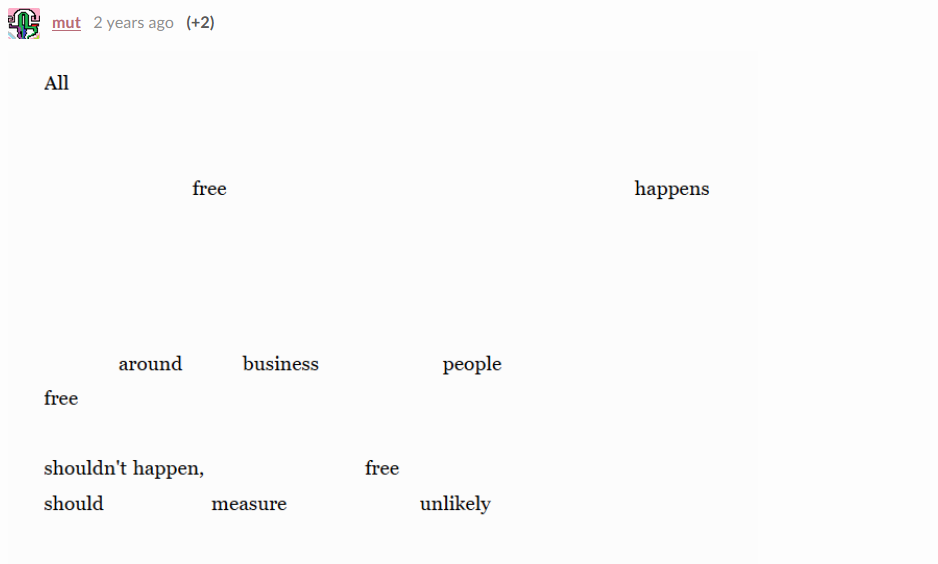 mut 2 years ago (+2)
All
free happens
around business people
free
shouldn't happen, free
should measure unlikely